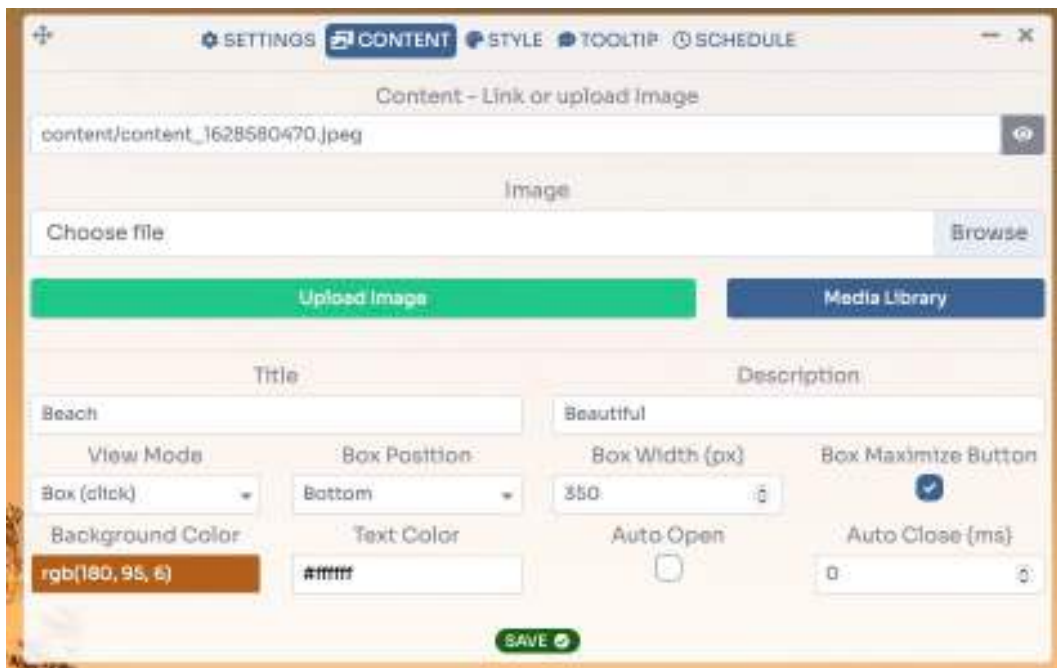 SETTINGS CONTENT STYLE TOOLTIP SCHEDULE
Content - Link or upload Image
content/content_1628580470.jpeg
Image
Choose file Browse
Upload Image Media Library
Title Description
Beach Beautiful
View Mode Box Position Box Width (px) Box Maximize Button
Box (click) Bottom 350
Background Color Text Color Auto Open Auto Close (ms)
rgb(180, 95, 6) #ffffff 0
SAVE